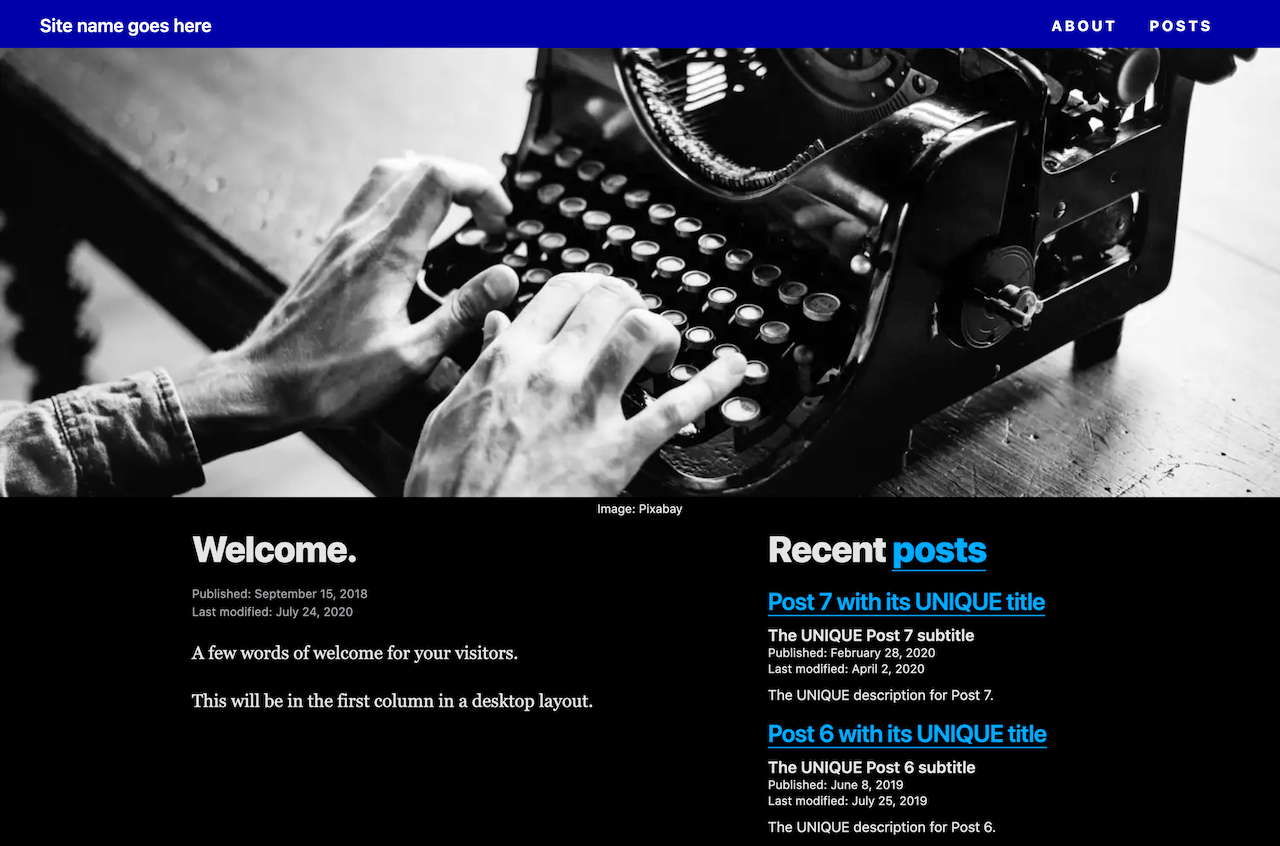 Site name goes here
ABOUT POSTS
Image: Pixabay
Welcome.
Published: September 15, 2018
Last modified: July 24, 2020
A few words of welcome for your visitors.
This will be in the first column in a desktop layout.
Recent posts
Post 7 with its UNIQUE title
The UNIQUE Post 7 subtitle
Published: February 28, 2020
Last modified: April 2, 2020
The UNIQUE description for Post 7.
Post 6 with its UNIQUE title
The UNIQUE Post 6 subtitle
Published: June 8, 2019
Last modified: July 25, 2019
The UNIQUE description for Post 6.